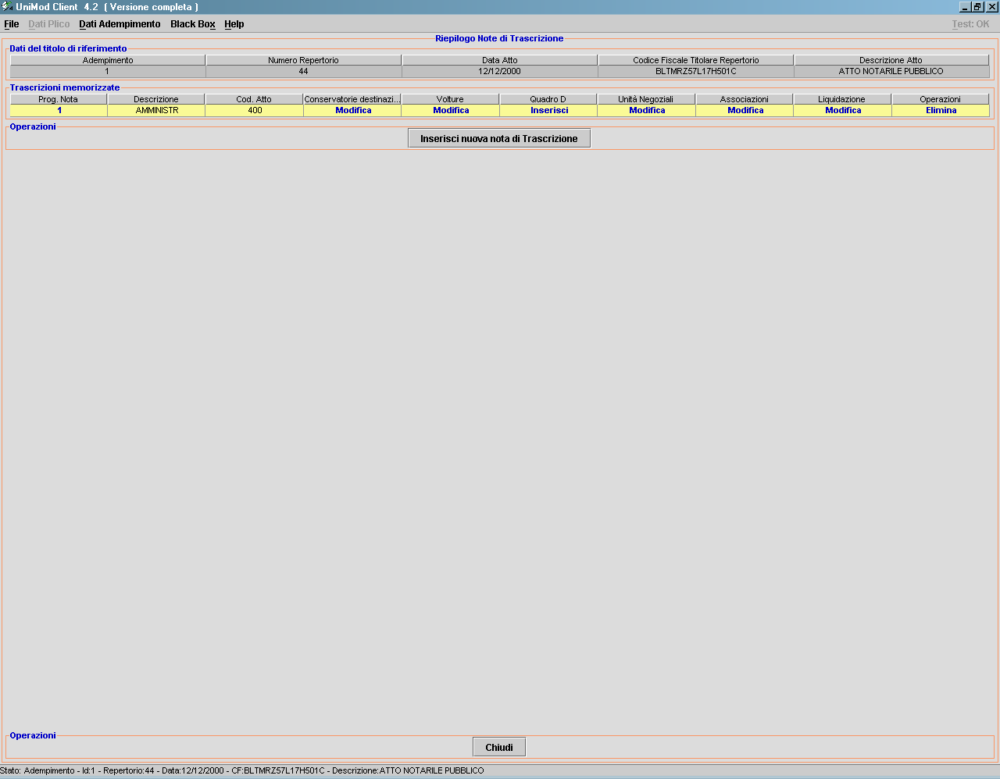 UniMod Client 4.2 ( Versione completa )
File Dati Plico Dati Adempimento Black Box Help Test: OK
Riepilogo Note di Trascrizione
Dati del titolo di riferimento
Adempimento Numero Repertorio Data Atto Codice Fiscale Titolare Repertorio Descrizione Atto
1 44 12/12/2000 BLTMRZ57L17H501C ATTO NOTARILE PUBBLICO
Trascrizioni memorizzate
Prog. Nota Descrizione Cod. Atto Conservatorie destinazi... Volture Quadro D Unità Negoziali Associazioni Liquidazione Operazioni
1 AMMINISTR 400 Modifica Modifica Inserisci Modifica Modifica Modifica Elimina
Operazioni
Inserisci nuova nota di Trascrizione
Operazioni
Chiudi
Stato: Adempimento - Id:1 - Repertorio:44 - Data:12/12/2000 - CF:BLTMRZ57L17H501C - Descrizione:ATTO NOTARILE PUBBLICO